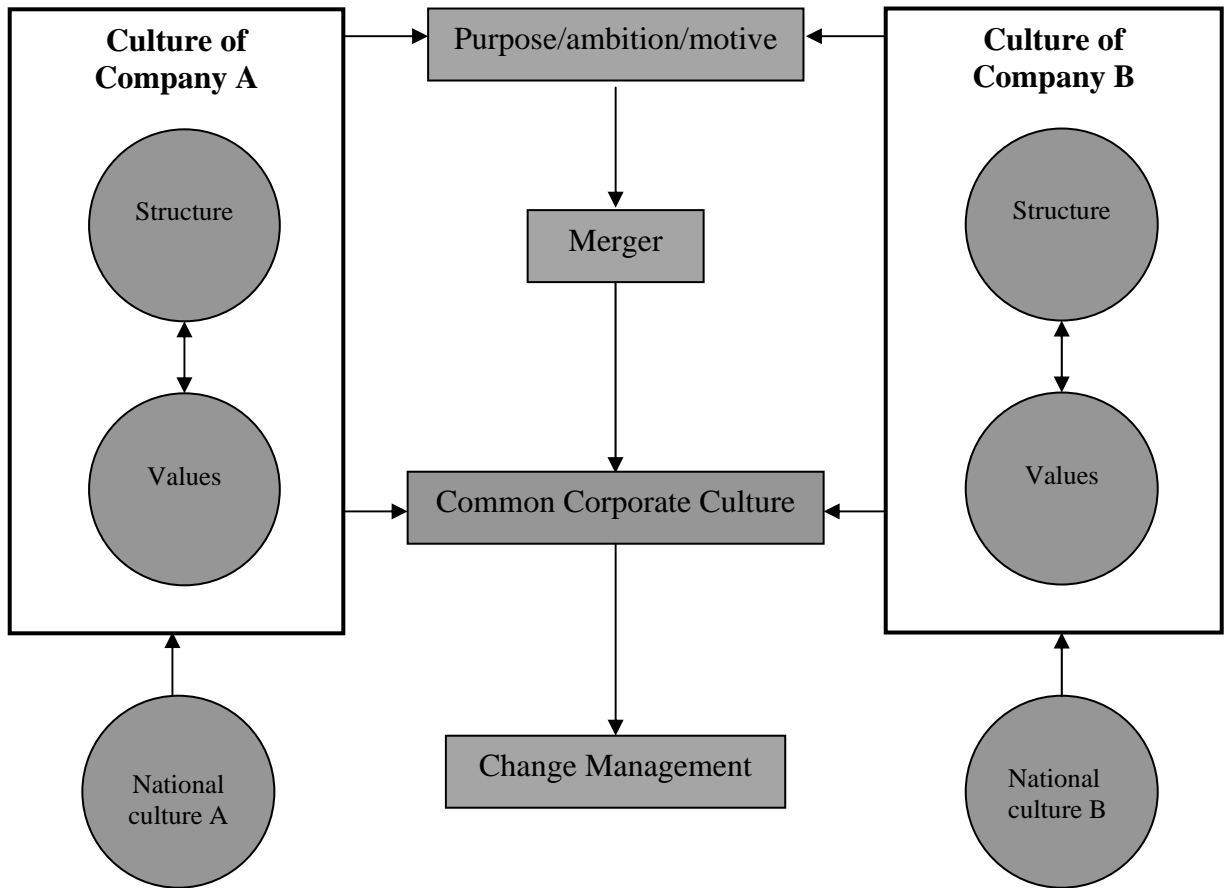 Culture of
Company A
Structure
Values
National
culture A
Purpose/ambition/motive
Merger
Common Corporate Culture
Change Management
Culture of
Company B
Structure
Values
National
culture B